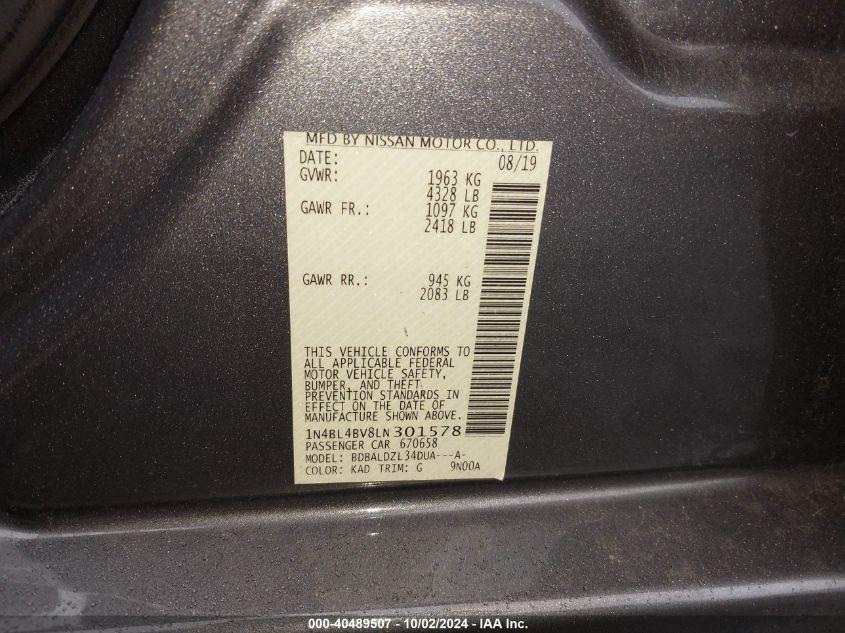 MFD BY NISSAN MOTOR CO., LTD.
DATE: 08/19
GVWR: 1963 KG
4328 LB
GAWR FR.: 1097 KG
2418 LB
GAWR RR.: 945 KG
2083 LB
THIS VEHICLE CONFORMS TO
ALL APPLICABLE FEDERAL
MOTOR VEHICLE SAFETY,
BUMPER, AND THEFT
PREVENTION STANDARDS IN
EFFECT ON THE DATE OF
MANUFACTURE SHOWN ABOVE.
1N4BL4BV8LN301578
PASSENGER CAR 670658
MODEL: BDBALDZL34DUA---A-
COLOR: KAD TRIM: G 9N00A
000-40489507 - 10/02/2024 - IAA Inc.